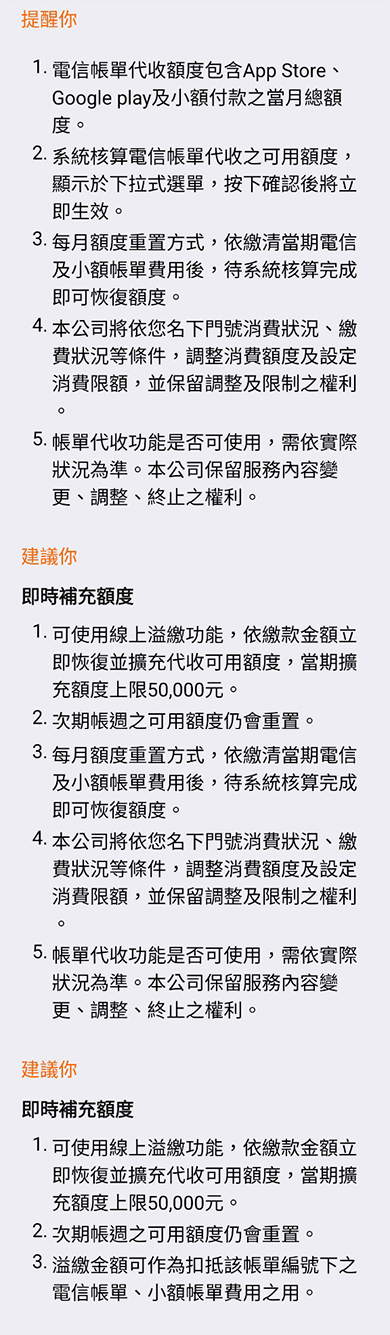 提醒你
1. 電信帳單代收額度包含App Store、
Google play及小額付款之當月總額
度。
2. 系統核算電信帳單代收之可用額度，
顯示於下拉式選單，按下確認後將立
即生效。
3. 每月額度重置方式，依繳清當期電信
及小額帳單費用後，待系統核算完成
即可恢復額度。
4. 本公司將依您名下門號消費狀況、繳
費狀況等條件，調整消費額度及設定
消費限額，並保留調整及限制之權利
。
5. 帳單代收功能是否可使用，需依實際
狀況為準。本公司保留服務內容變
更、調整、終止之權利。
建議你
即時補充額度
1. 可使用線上溢繳功能，依繳款金額立
即恢復並擴充代收可用額度，當期擴
充額度上限50,000元。
2. 次期帳週之可用額度仍會重置。
3. 每月額度重置方式，依繳清當期電信
及小額帳單費用後，待系統核算完成
即可恢復額度。
4. 本公司將依您名下門號消費狀況、繳
費狀況等條件，調整消費額度及設定
消費限額，並保留調整及限制之權利
。
5. 帳單代收功能是否可使用，需依實際
狀況為準。本公司保留服務內容變
更、調整、終止之權利。
建議你
即時補充額度
1. 可使用線上溢繳功能，依繳款金額立
即恢復並擴充代收可用額度，當期擴
充額度上限50,000元。
2. 次期帳週之可用額度仍會重置。
3. 溢繳金額可作為扣抵該帳單編號下之
電信帳單、小額帳單費用之用。